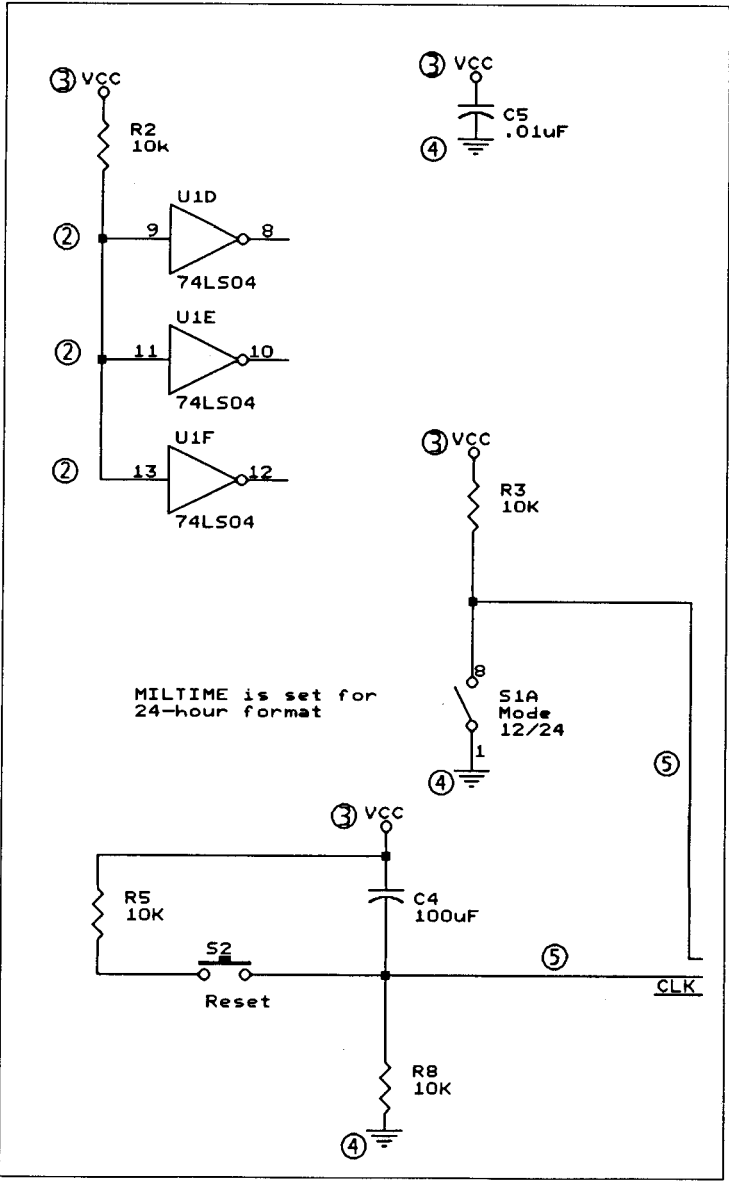 ③ VCC
R2
10k
② 9 U1D 8
74LS04
② 11 U1E 10
74LS04
② 13 U1F 12
74LS04
③ VCC
C5
.01uF
④
③ VCC
R3
10K
8
S1A
Mode
12/24
1
④
⑤
MILTIME is set for
24-hour format
③ VCC
R5
10K
C4
100uF
S2
Reset
⑤
CLK
R8
10K
④